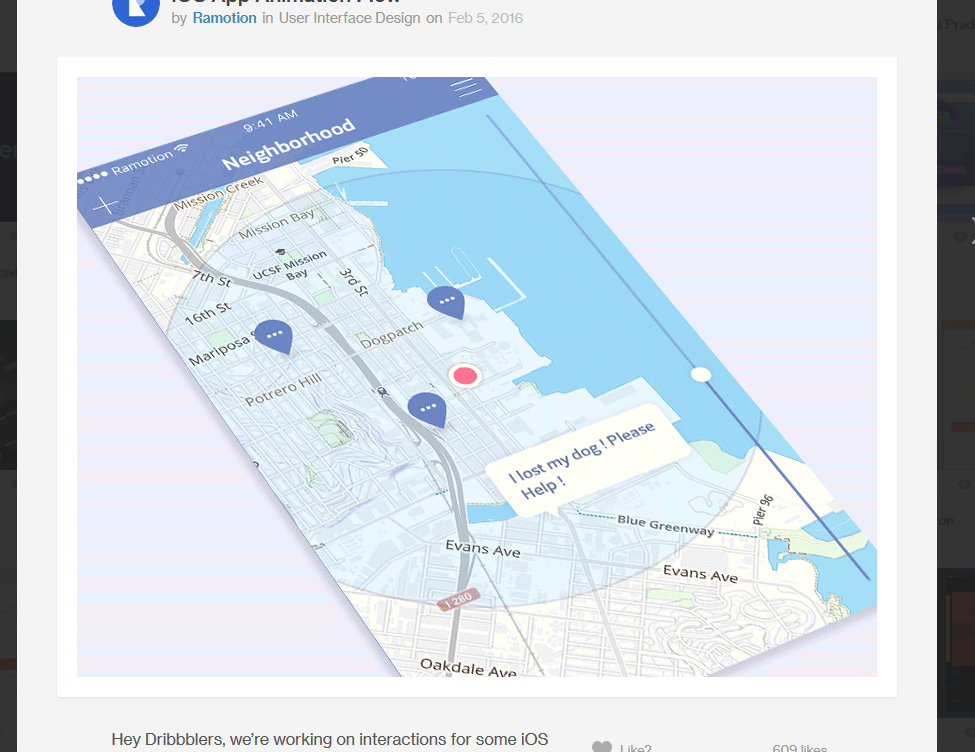 iOS App Animation Flow
by Ramotion in User Interface Design on Feb 5, 2016
Ramotion
9:41 AM
Neighborhood
Pier 50
Mission Creek
Mission Bay
UCSF Mission
Bay
7th St
3rd St
16th St
Mariposa
Dogpatch
Potrero Hill
I lost my dog ! Please
Help !
Pier 96
Blue Greenway
Evans Ave
Evans Ave
I 280
Oakdale Ave
Hey Dribbblers, we're working on interactions for some iOS
Like?
609 likes